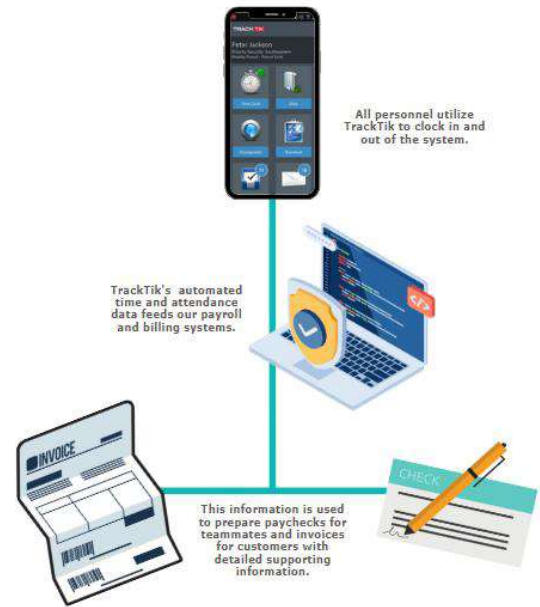 TRACKTIK
Peter Jackson
All personnel utilize
TrackTik to clock in and
out of the system.
TrackTik's automated
time and attendance
data feeds our payroll
and billing systems.
INVOICE
CHECK
This information is used
to prepare paychecks for
teammates and invoices
for customers with
detailed supporting
information.